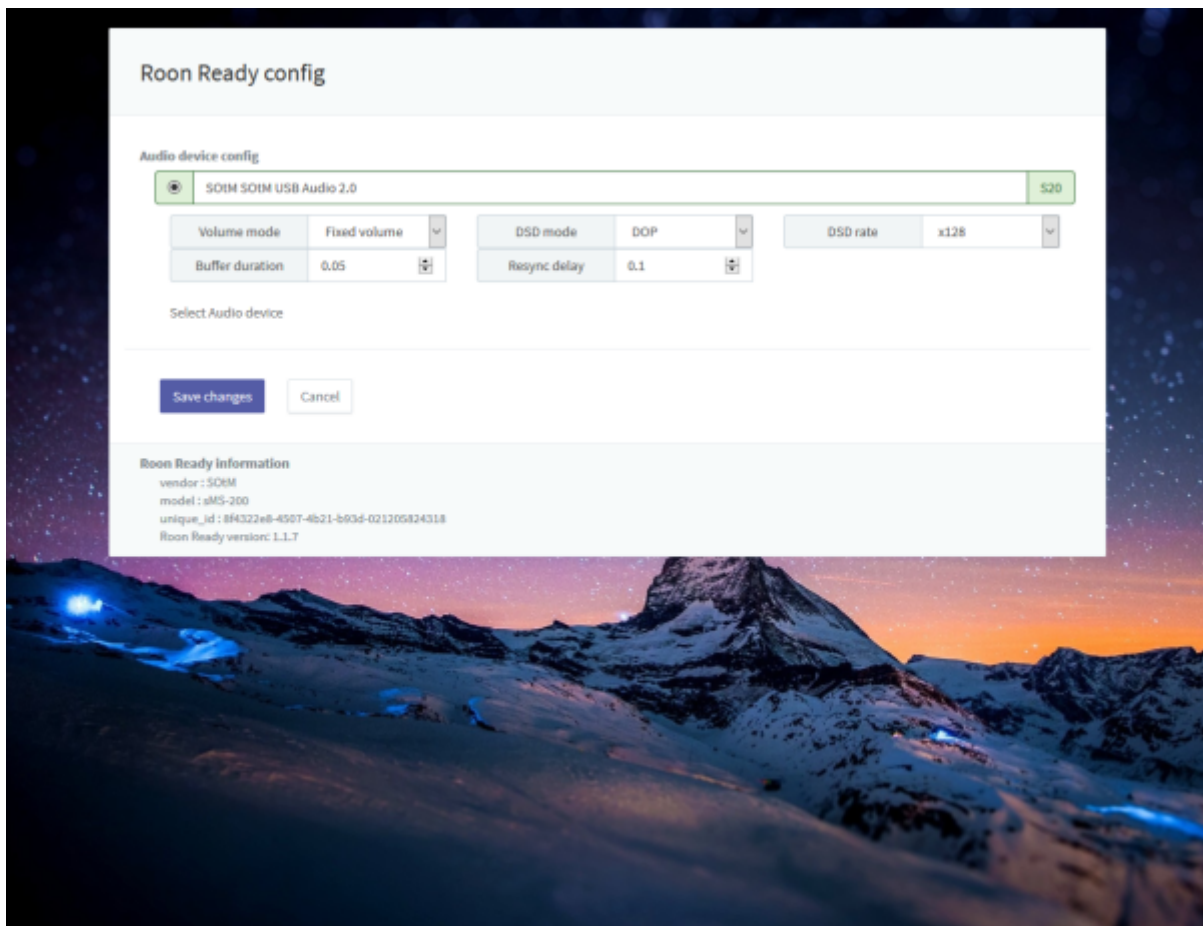 Roon Ready config
Audio device config
SOtM SOtM USB Audio 2.0 S20
Volume mode Fixed volume DSD mode DOP DSD rate x128
Buffer duration 0.05 Resync delay 0.1
Select Audio device
Save changes Cancel
Roon Ready information
vendor : SOtM
model : sMS-200
unique_id : 8f4322e8-4507-4b21-b93d-021205824318
Roon Ready version: 1.1.7